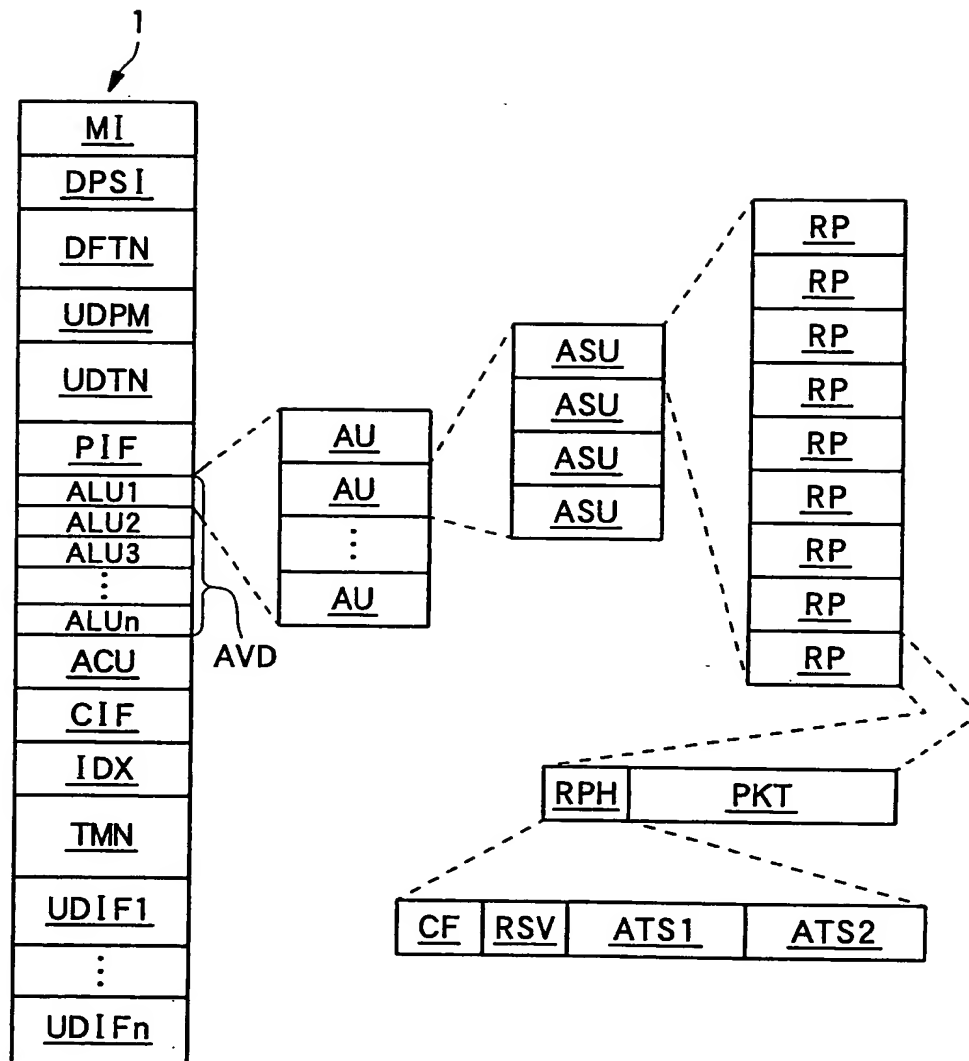 1
MI
DPSI
DFTN
UDPM
UDTN
PIF
ALU1
ALU2
ALU3
⋮
ALUn
AVD
ACU
CIF
IDX
TMN
UDIF1
⋮
UDIFn
AU
AU
⋮
AU
ASU
ASU
ASU
ASU
RP
RP
RP
RP
RP
RP
RP
RP
RP
RPH PKT
CF RSV ATS1 ATS2